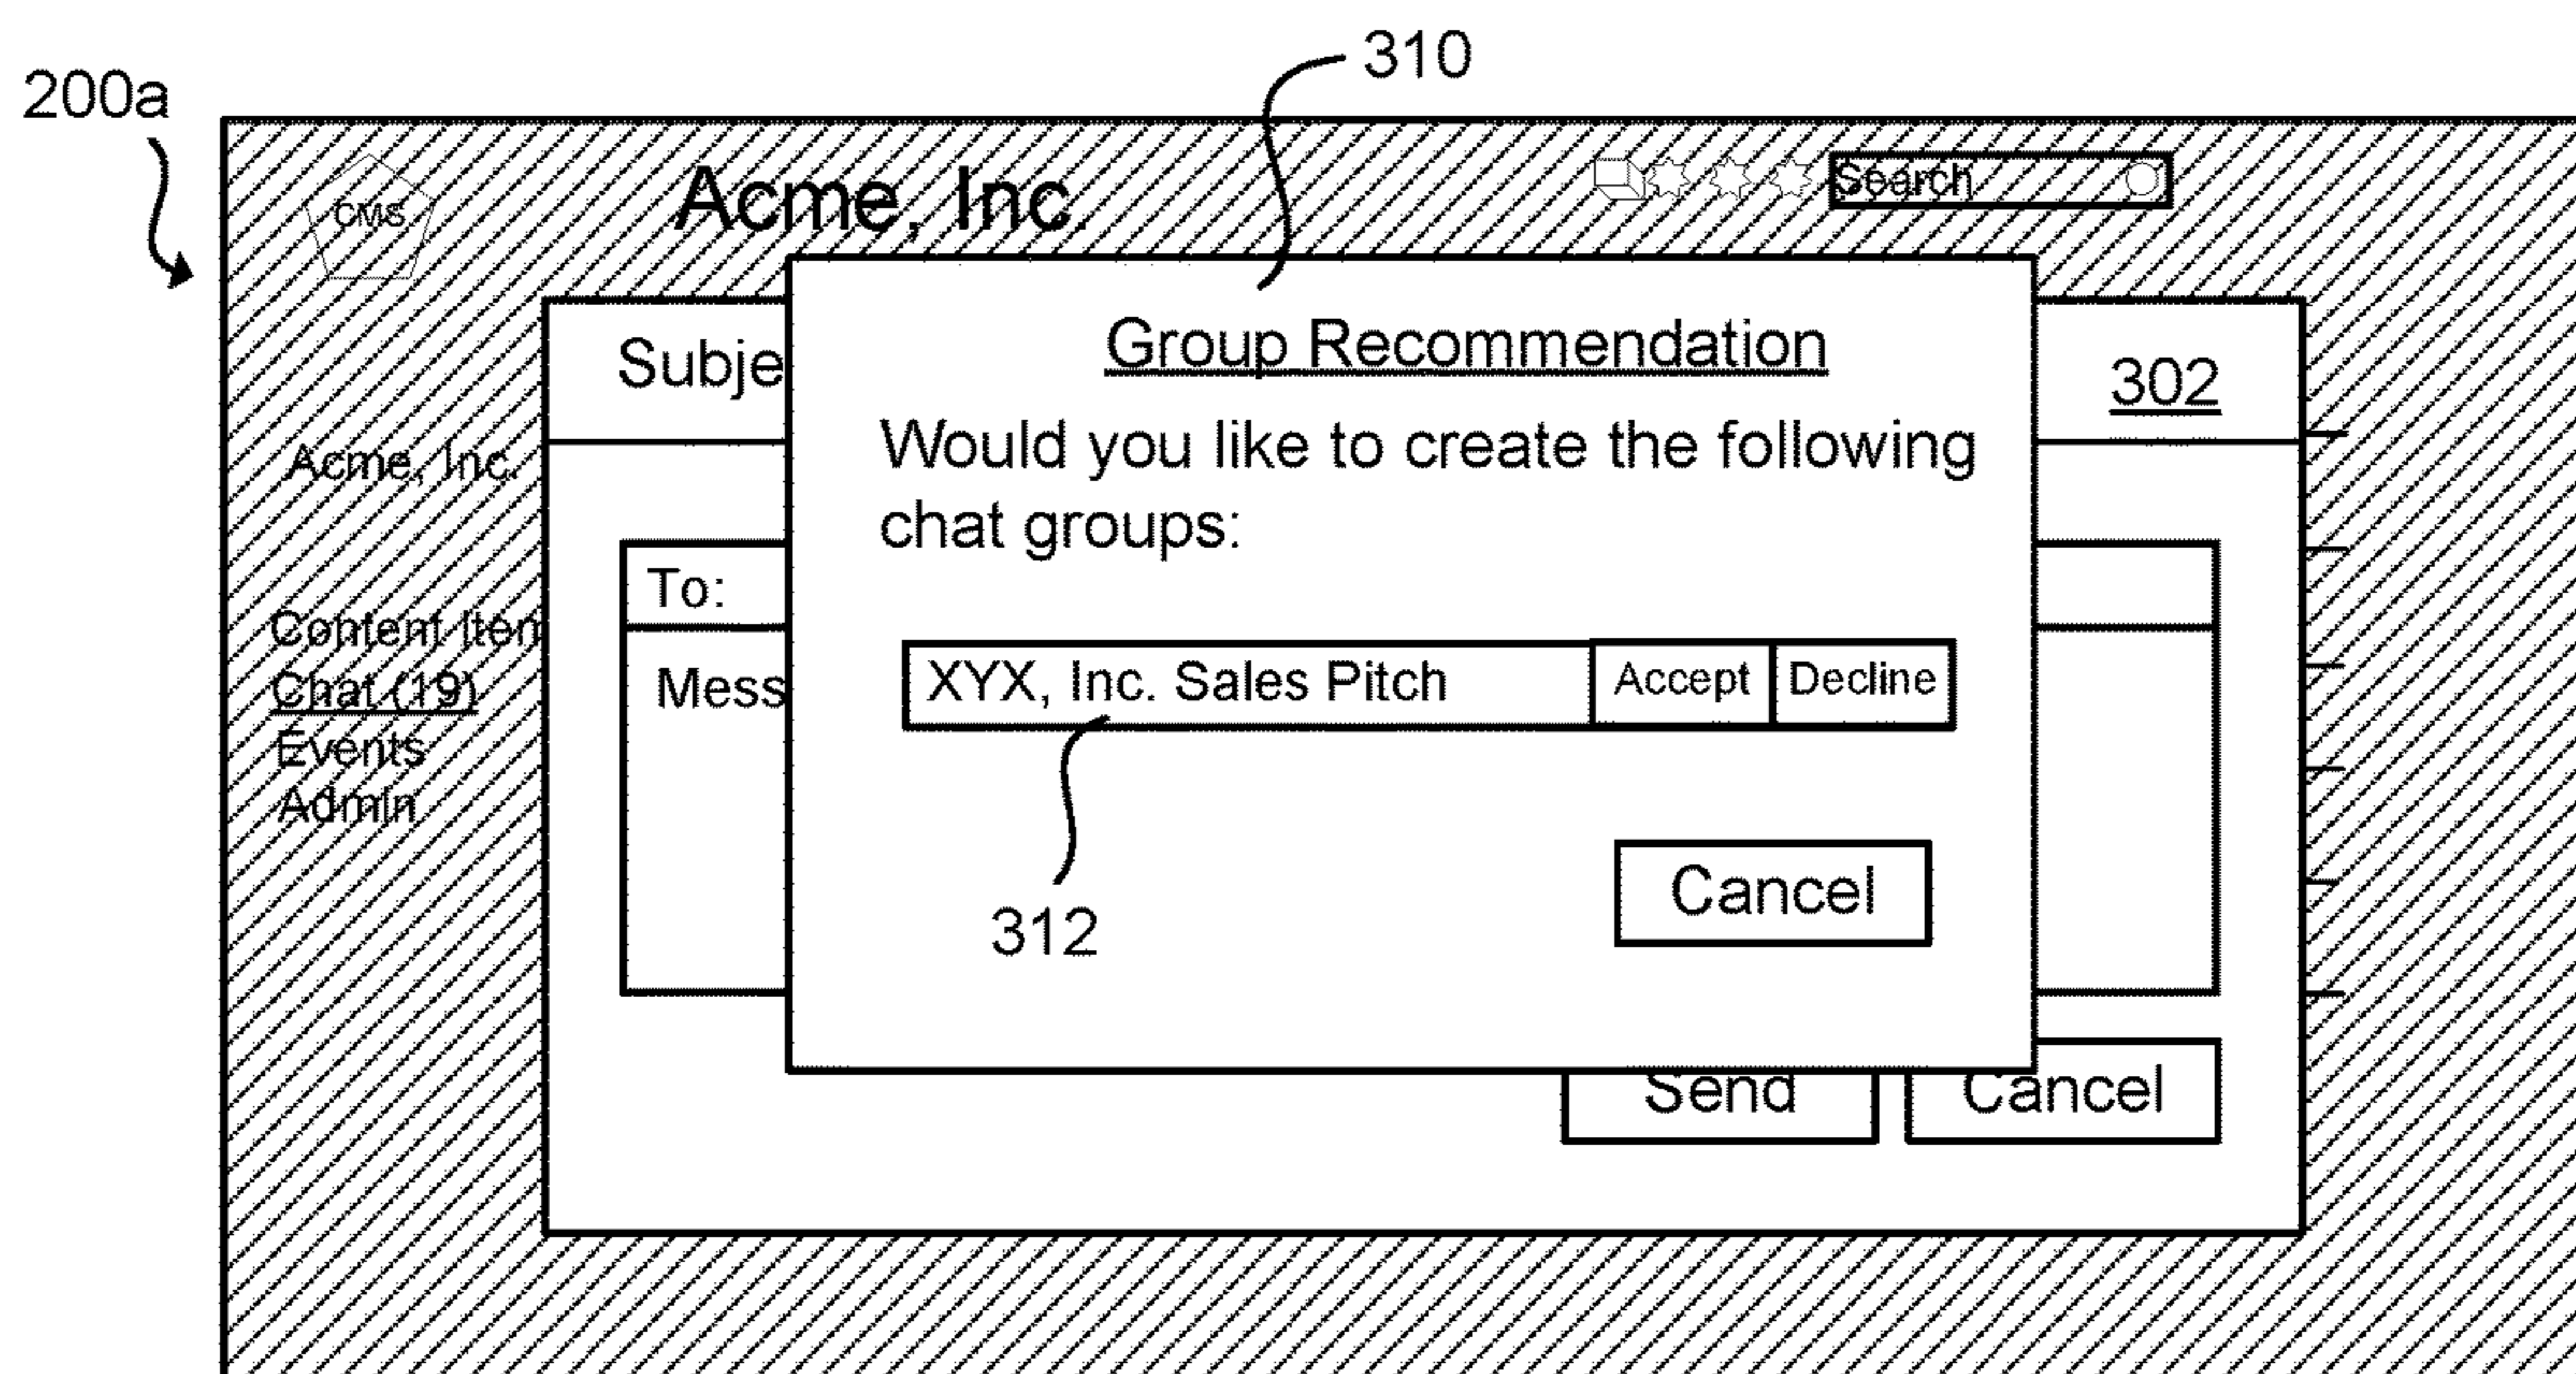 310
200a
CMS
Acme, Inc.
Search
Group Recommendation
Subje
302
Would you like to create the following
chat groups:
Acme, Inc.
To:
Content Item
Chat (19)
Events
Admin
Mess
XYX, Inc. Sales Pitch
Accept
Decline
Cancel
312
Send
Cancel